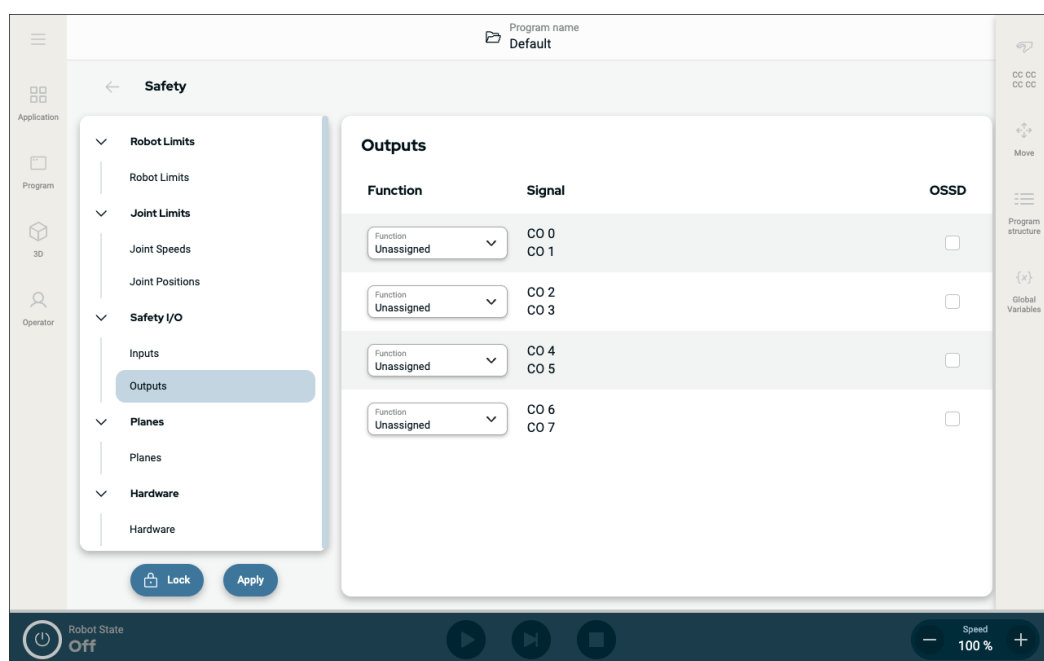 Program name
Default
Application
Program
3D
Operator
Safety
Robot Limits
Robot Limits
Joint Limits
Joint Speeds
Joint Positions
Safety I/O
Inputs
Outputs
Planes
Planes
Hardware
Hardware
Lock
Apply
Outputs
Function
Signal
OSSD
Function
Unassigned
CO 0
CO 1
Function
Unassigned
CO 2
CO 3
Function
Unassigned
CO 4
CO 5
Function
Unassigned
CO 6
CO 7
CC CC
CC CC
Move
Program
structure
{x}
Global
Variables
Robot State
Off
Speed
100 %